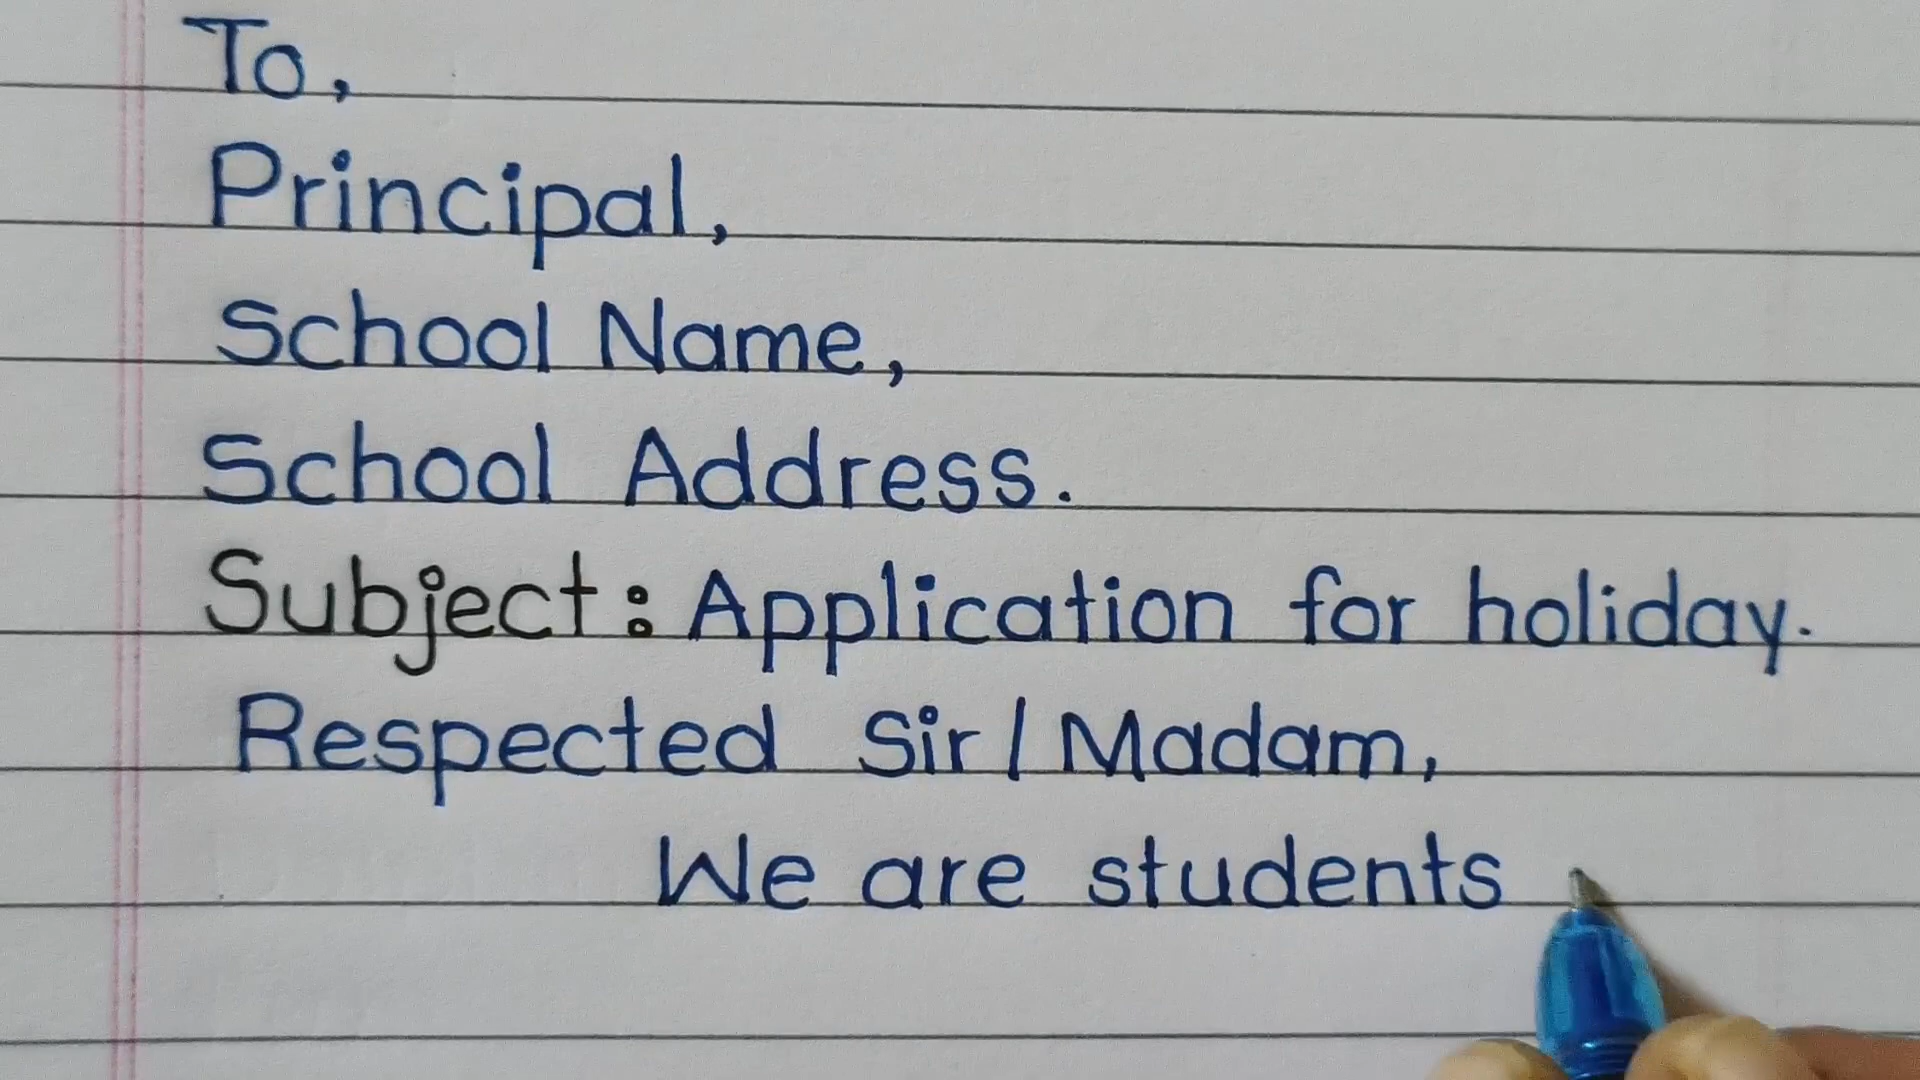 To,
Principal,
School Name,
School Address.
Subject: Application for holiday.
Respected Sir/Madam,
We are students